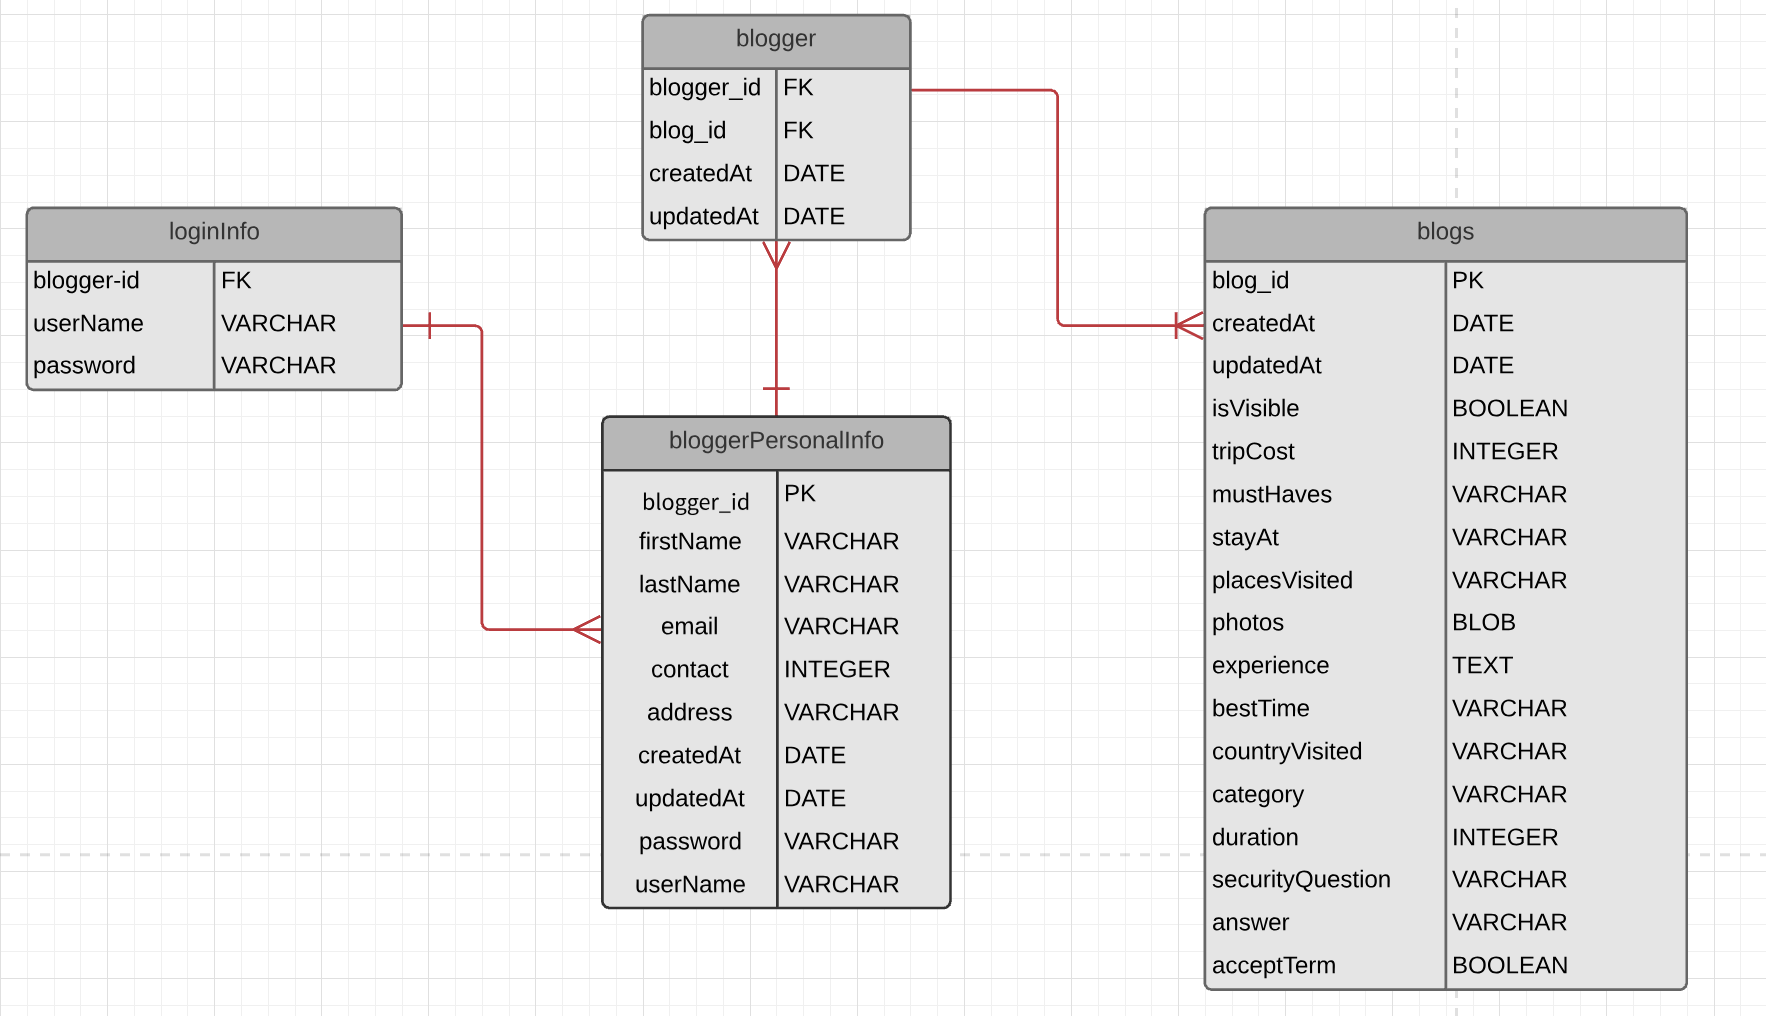 blogger
blogger_id FK
blog_id FK
createdAt DATE
updatedAt DATE
loginInfo
blogger-id FK
userName VARCHAR
password VARCHAR
bloggerPersonalInfo
blogger_id PK
firstName VARCHAR
lastName VARCHAR
email VARCHAR
contact INTEGER
address VARCHAR
createdAt DATE
updatedAt DATE
password VARCHAR
userName VARCHAR
blogs
blog_id PK
createdAt DATE
updatedAt DATE
isVisible BOOLEAN
tripCost INTEGER
mustHaves VARCHAR
stayAt VARCHAR
placesVisited VARCHAR
photos BLOB
experience TEXT
bestTime VARCHAR
countryVisited VARCHAR
category VARCHAR
duration INTEGER
securityQuestion VARCHAR
answer VARCHAR
acceptTerm BOOLEAN